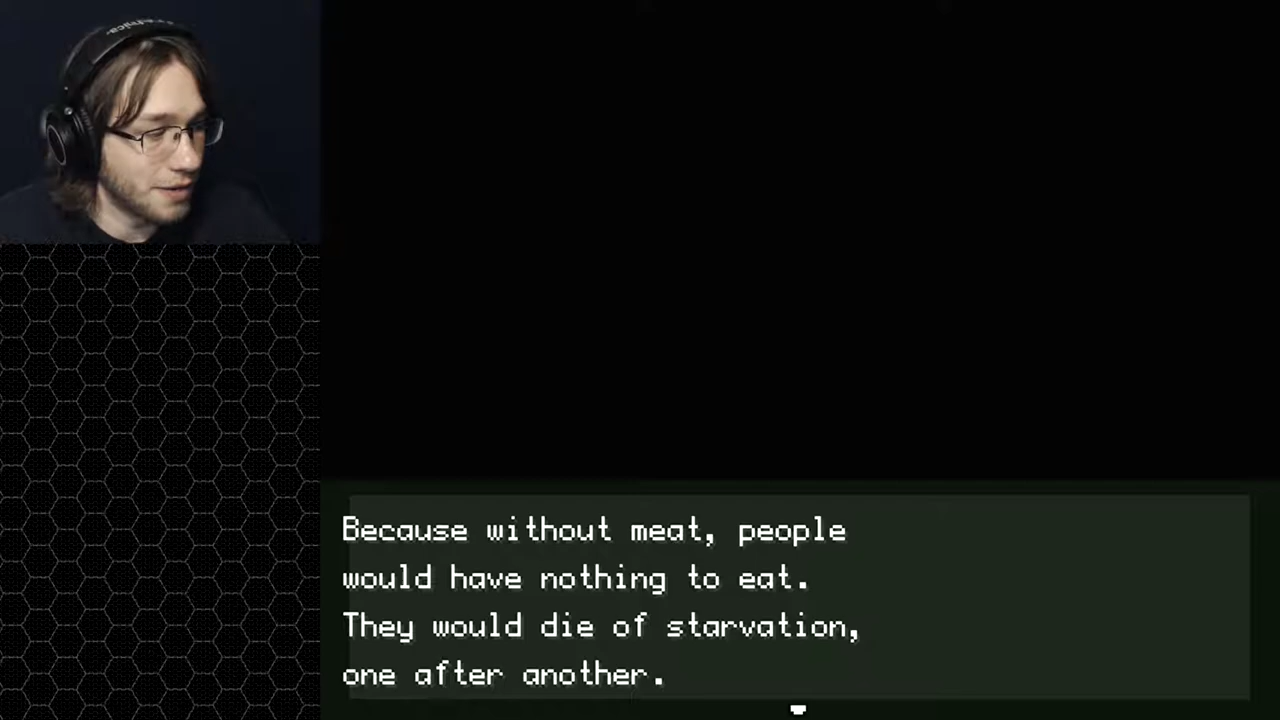 Because without meat, people
would have nothing to eat.
They would die of starvation,
one after another.